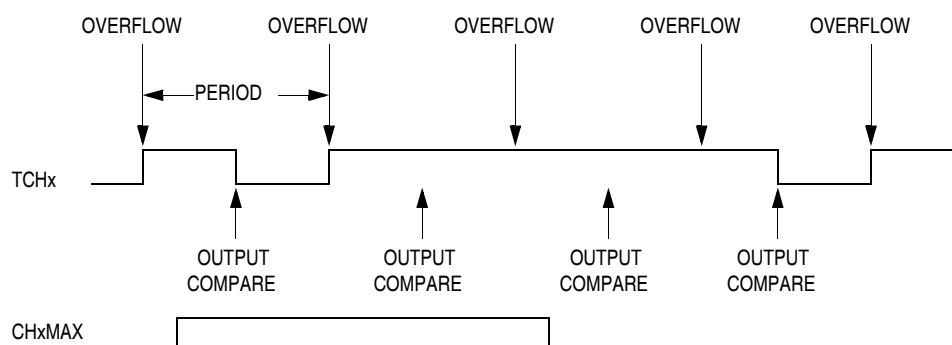 OVERFLOW OVERFLOW OVERFLOW OVERFLOW OVERFLOW
PERIOD
TCHx
OUTPUT COMPARE OUTPUT COMPARE OUTPUT COMPARE OUTPUT COMPARE
CHxMAX